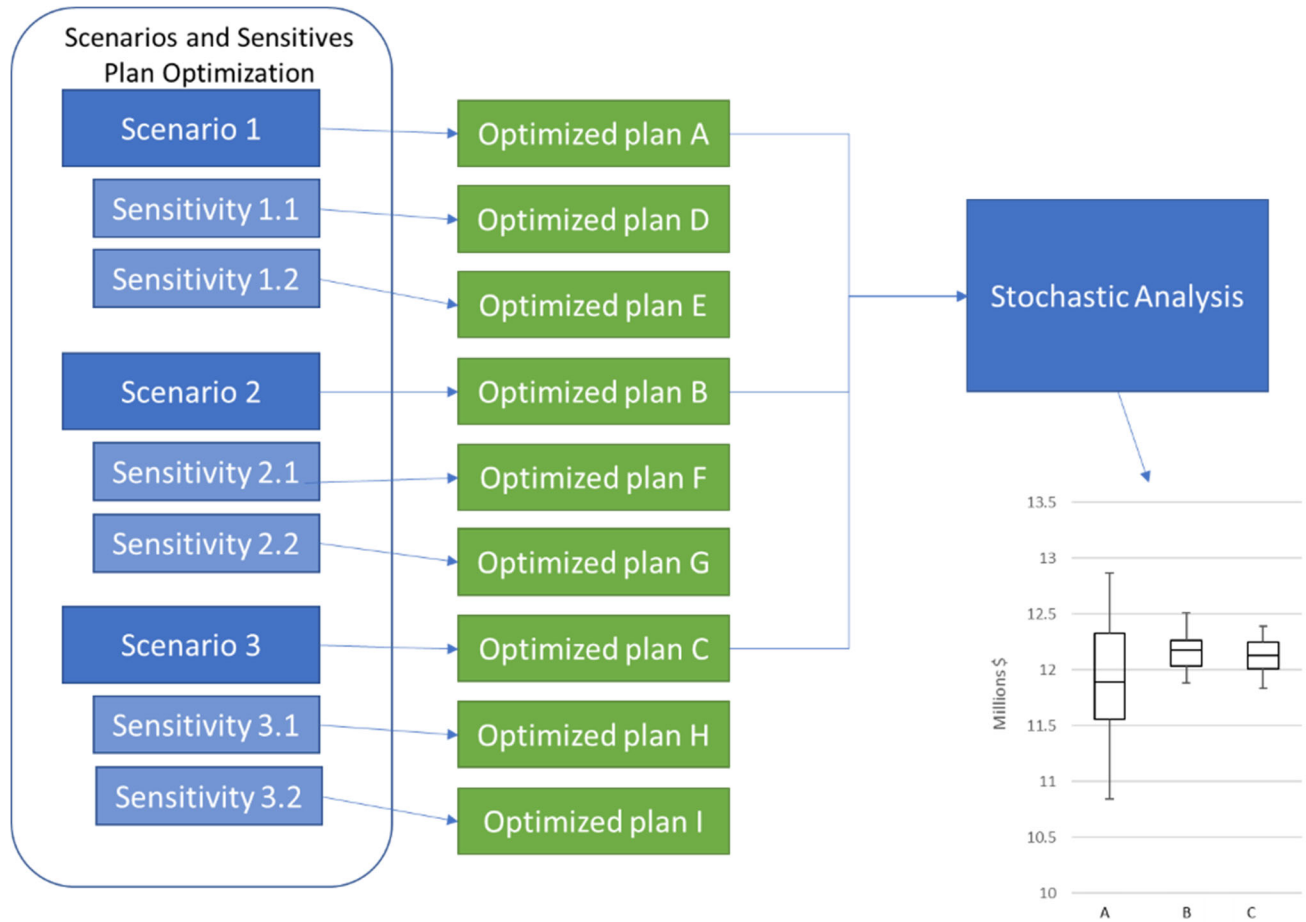 Scenarios and Sensitives
Plan Optimization
Scenario 1
Sensitivity 1.1
Sensitivity 1.2
Scenario 2
Sensitivity 2.1
Sensitivity 2.2
Scenario 3
Sensitivity 3.1
Sensitivity 3.2
Optimized plan A
Optimized plan D
Optimized plan E
Optimized plan B
Optimized plan F
Optimized plan G
Optimized plan C
Optimized plan H
Optimized plan I
Stochastic Analysis
Millions $
13.5
13
12.5
12
11.5
11
10.5
10
A B C